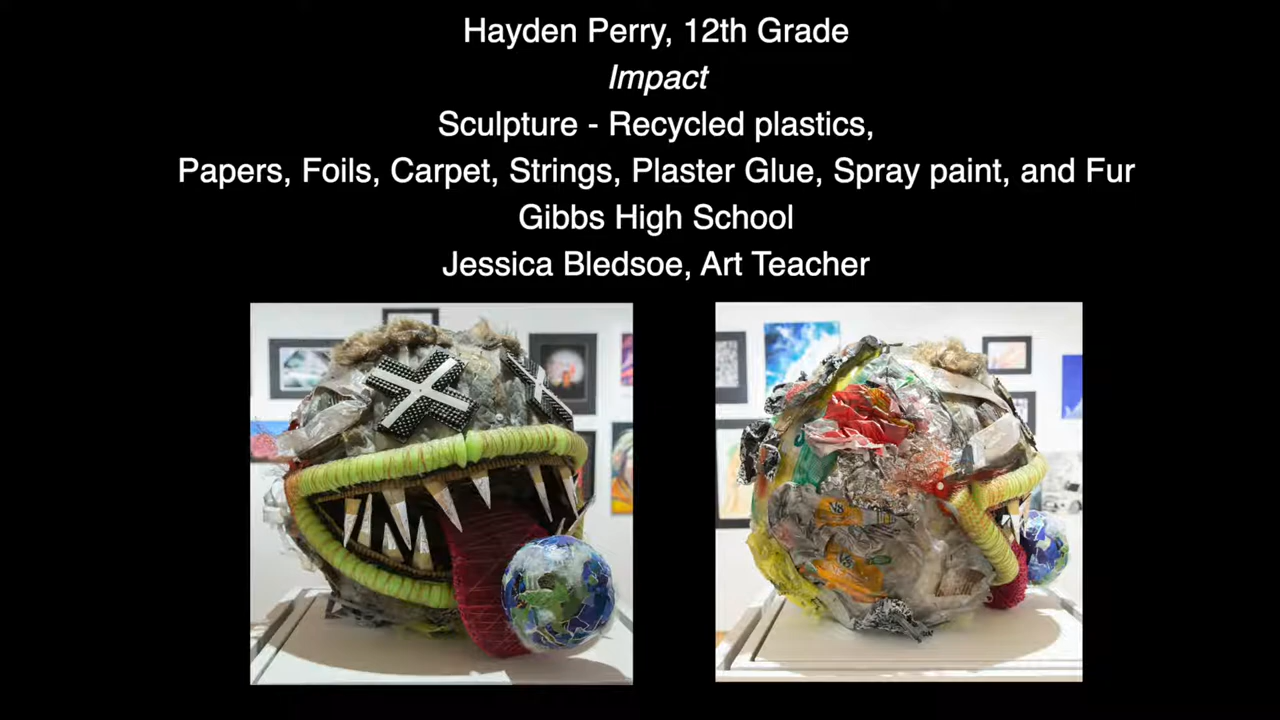 Hayden Perry, 12th Grade
Impact
Sculpture - Recycled plastics,
Papers, Foils, Carpet, Strings, Plaster Glue, Spray paint, and Fur
Gibbs High School
Jessica Bledsoe, Art Teacher